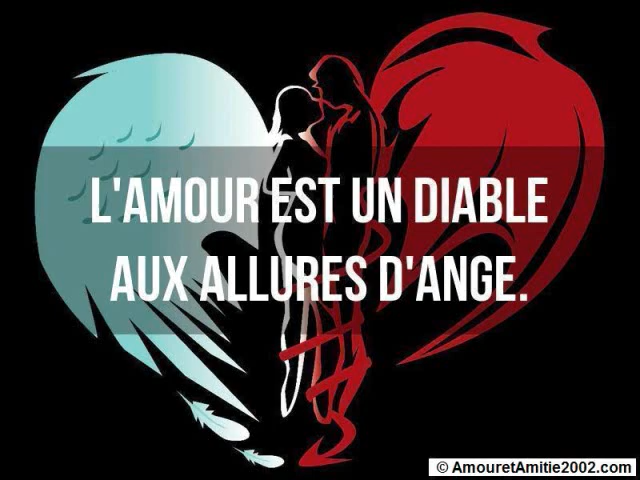 L'AMOUR EST UN DIABLE
AUX ALLURES D'ANGE.
© AmouretAmitie2002.com